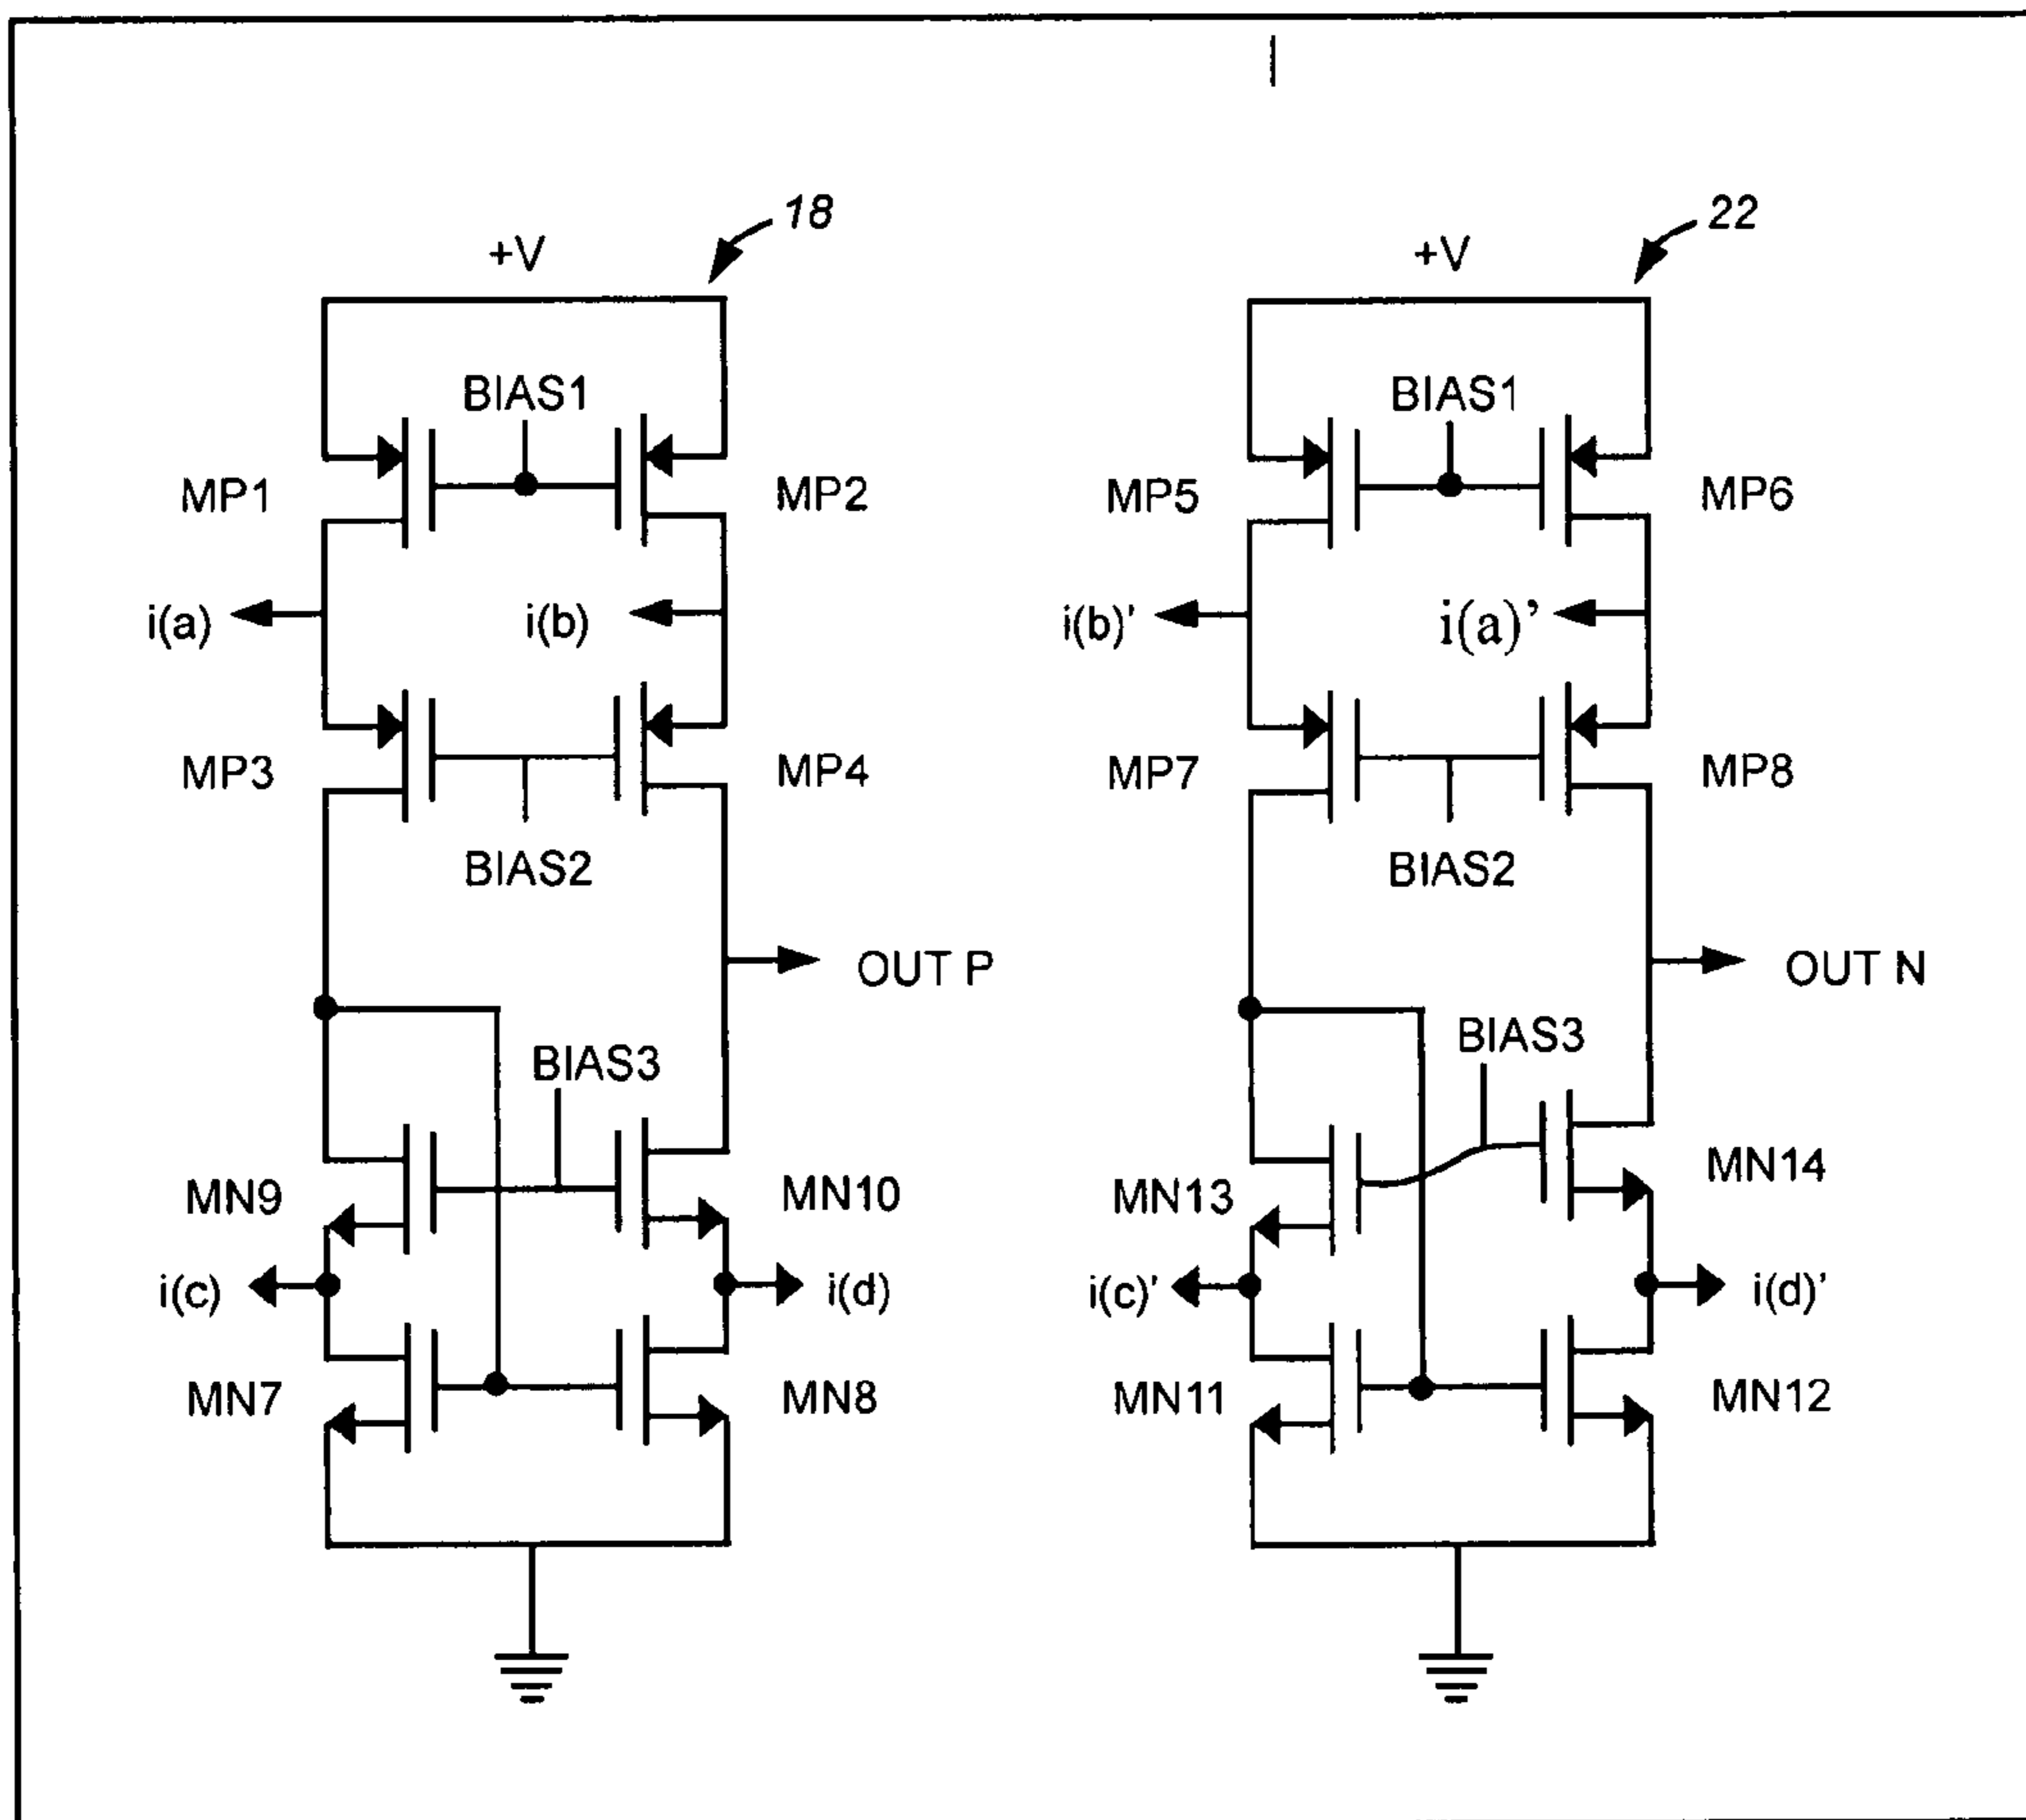 18
22
+V
+V
BIAS1
BIAS1
MP1
MP2
MP5
MP6
i(a)
i(b)
i(b)'
i(a)’
MP3
MP4
MP7
MP8
BIAS2
BIAS2
OUT P
OUT N
BIAS3
BIAS3
MN9
MN10
MN13
MN14
i(c)
i(d)
i(c)'
i(d)'
MN7
MN8
MN11
MN12